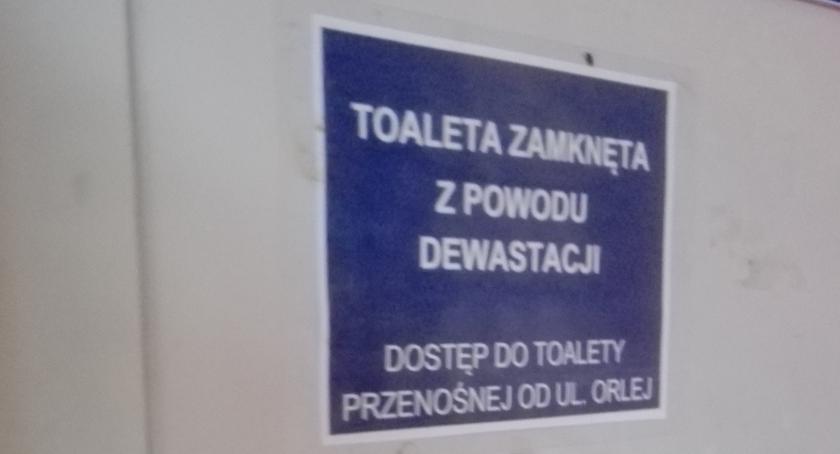 TOALETA ZAMKNĘTA
Z POWODU
DEWASTACJI
DOSTĘP DO TOALETY
PRZENOŚNEJ OD UL. ORLEJ